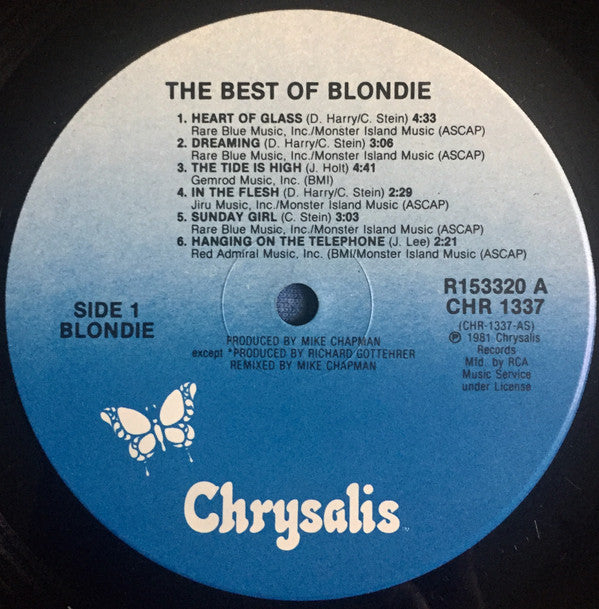 THE BEST OF BLONDIE
1. HEART OF GLASS (D. Harry/C. Stein) 4:33
Rare Blue Music, Inc./Monster Island Music (ASCAP)
2. DREAMING (D. Harry/C. Stein) 3:06
Rare Blue Music, Inc./Monster Island Music (ASCAP)
3. THE TIDE IS HIGH (J. Holt) 4:41
Gemrod Music, Inc. (BMI)
4. IN THE FLESH (D. Harry/C. Stein) 2:29
Jiru Music, Inc./Monster Island Music (ASCAP)
5. SUNDAY GIRL (C. Stein) 3:03
Rare Blue Music, Inc./Monster Island Music (ASCAP)
6. HANGING ON THE TELEPHONE (J. Lee) 2:21
Red Admiral Music, Inc. (BMI/Monster Island Music (ASCAP)
SIDE 1
BLONDIE
R153320 A
CHR 1337
(CHR-1337-AS)
℗ 1981 Chrysalis
Records
Mfd. by RCA
Music Service
under License
PRODUCED BY MIKE CHAPMAN
except *PRODUCED BY RICHARD GOTTEHRER
REMIXED BY MIKE CHAPMAN
Chrysalis™